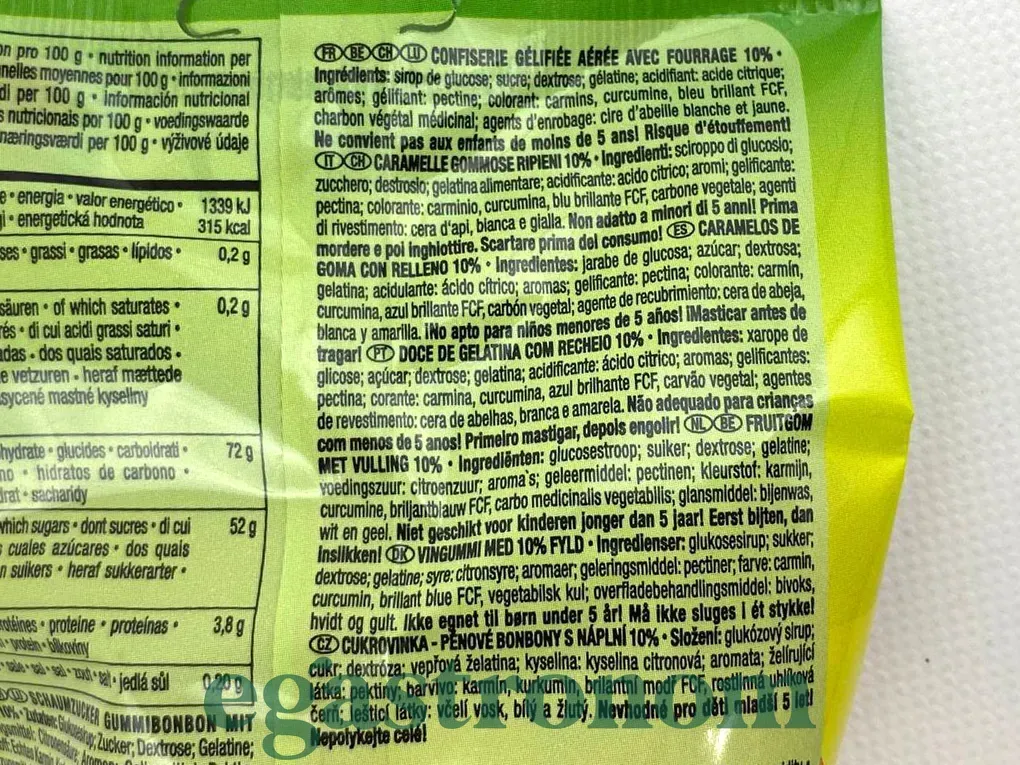 n pro 100 g • nutrition information per
nelles moyennes pour 100 g • informazioni
di per 100 g • Información nutricional
s nutricionais por 100 g • voedingswaarde
næringsværdi per 100 g • výživové údaje
e • energia • valor energético • 1339 kJ
gi • energetická hodnota 315 kcal
ses • grassi • grasas • lípidos • 0,2 g
säuren • of which saturates • 0,2 g
rés • di cui acidi grassi saturi •
adas • dos quais saturados •
e vetzuren • heraf mættede
sycené mastné kyseliny
hydrate • glucides • carboidrati • 72 g
no • hidratos de carbono •
drat • sacharidy
which sugars • dont sucres • di cui 52 g
s cuales azúcares • dos quais
n suikers • heraf sukkerarter •
rotéines • proteine • proteínas • 3,8 g
n • protein • bílkoviny
sale • sal • sal • zout • salt • jedlá sůl 0,20 g
SCHAUMZUCKER GUMMIBONBON MIT
10% • Zutaten: Glukosesirup; Zucker; Dextrose; Gelatine;
FR BE CH LU CONFISERIE GÉLIFIÉE AÉRÉE AVEC FOURRAGE 10% •
Ingrédients: sirop de glucose; sucre; dextrose; gélatine; acidifiant: acide citrique;
arômes; gélifiant: pectine; colorant: carmins, curcumine, bleu brillant FCF,
charbon végétal médicinal; agents d'enrobage: cire d'abeille blanche et jaune.
Ne convient pas aux enfants de moins de 5 ans! Risque d'étouffement!
IT CH CARAMELLE GOMMOSE RIPIENI 10% • Ingredienti: sciroppo di glucosio;
zucchero; destrosio; gelatina alimentare; acidificante: acido citrico; aromi; gelificante:
pectina; colorante: carminio, curcumina, blu brillante FCF, carbone vegetale; agenti
di rivestimento: cera d'api, bianca e gialla. Non adatto a minori di 5 anni! Prima
mordere e poi inghiottire. Scartare prima del consumo! ES CARAMELOS DE
GOMA CON RELLENO 10% • Ingredientes: jarabe de glucosa; azúcar; dextrosa;
gelatina; acidulante: ácido cítrico; aromas; gelificante: pectina; colorante: carmín,
curcumina, azul brillante FCF, carbón vegetal; agente de recubrimiento: cera de abeja,
blanca y amarilla. ¡No apto para niños menores de 5 años! ¡Masticar antes de
tragar! PT DOCE DE GELATINA COM RECHEIO 10% • Ingredientes: xarope de
glicose; açúcar; dextrose; gelatina; acidificante: ácido cítrico; aromas; gelificantes:
pectina; corante: carmina, curcumina, azul brilhante FCF, carvão vegetal; agentes
de revestimento: cera de abelhas, branca e amarela. Não adequado para crianças
com menos de 5 anos! Primeiro mastigar, depois engolir! NL BE FRUITGOM
MET VULLING 10% • Ingrediënten: glucosestroop; suiker; dextrose; gelatine;
voedingszuur: citroenzuur; aroma`s; geleermiddel: pectinen; kleurstof: karmijn,
curcumine, briljantblauw FCF, carbo medicinalis vegetabilis; glansmiddel: bijenwas,
wit en geel. Niet geschikt voor kinderen jonger dan 5 jaar! Eerst bijten, dan
inslikken! DK VINGUMMI MED 10% FYLD • Ingredienser: glukosesirup; sukker;
dextrose; gelatine; syre: citronsyre; aromaer; geleringsmiddel: pectiner; farve: carmin,
curcumin, brillant blue FCF, vegetabilsk kul; overfladebehandlingsmiddel: bivoks,
hvidt og gult. Ikke egnet til børn under 5 år! Må ikke sluges i ét stykke!
CZ CUKROVINKA - PĚNOVÉ BONBONY S NÁPLNÍ 10% • Složení: glukózový sirup;
cukr; dextróza; vepřová želatina; kyselina: kyselina citronová; aromata; želírující
látka: pektiny; barvivo: karmín, kurkumin, brilantní modř FCF, rostlinná uhlíková
čerň; lešticí látky: včelí vosk, bílý a žlutý. Nevhodné pro děti mladší 5 let!
Nepolykejte celé!
egastronom